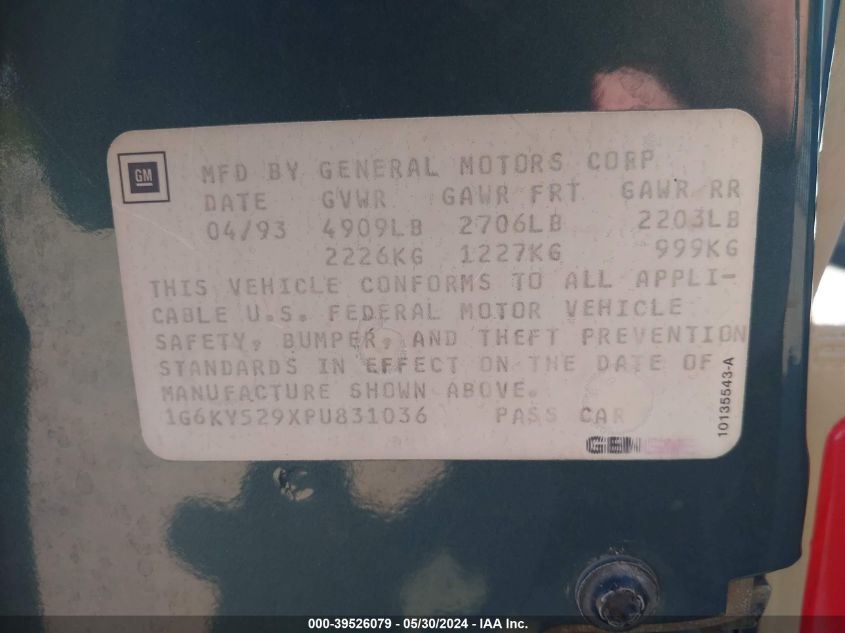 GM
MFD BY GENERAL MOTORS CORP
DATE GVWR GAWR FRT GAWR RR
04/93 4909LB 2706LB 2203LB
2226KG 1227KG 999KG
THIS VEHICLE CONFORMS TO ALL APPLI-
CABLE U.S. FEDERAL MOTOR VEHICLE
SAFETY, BUMPER, AND THEFT PREVENTION
STANDARDS IN EFFECT ON THE DATE OF
MANUFACTURE SHOWN ABOVE.
1G6KY529XPU831036 PASS CAR
10135543-A
000-39526079 - 05/30/2024 - IAAI Inc.